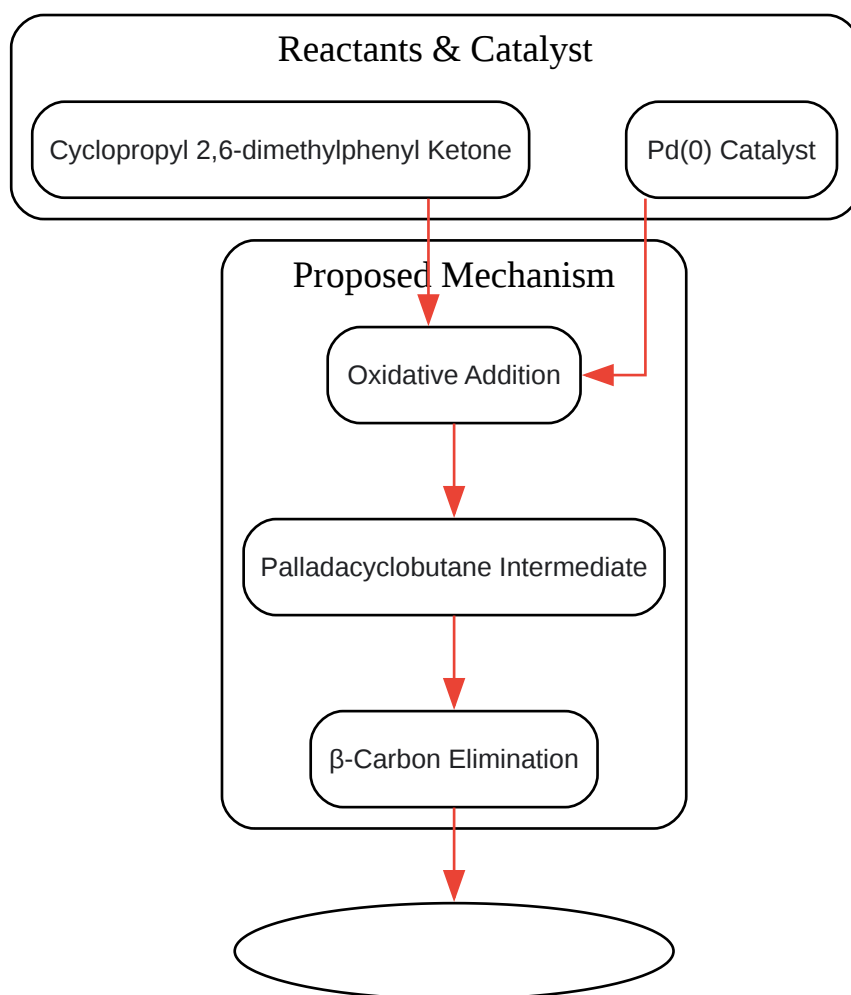 Reactants & Catalyst
Cyclopropyl 2,6-dimethylphenyl Ketone
Pd(0) Catalyst
Proposed Mechanism
Oxidative Addition
Palladacyclobutane Intermediate
β-Carbon Elimination